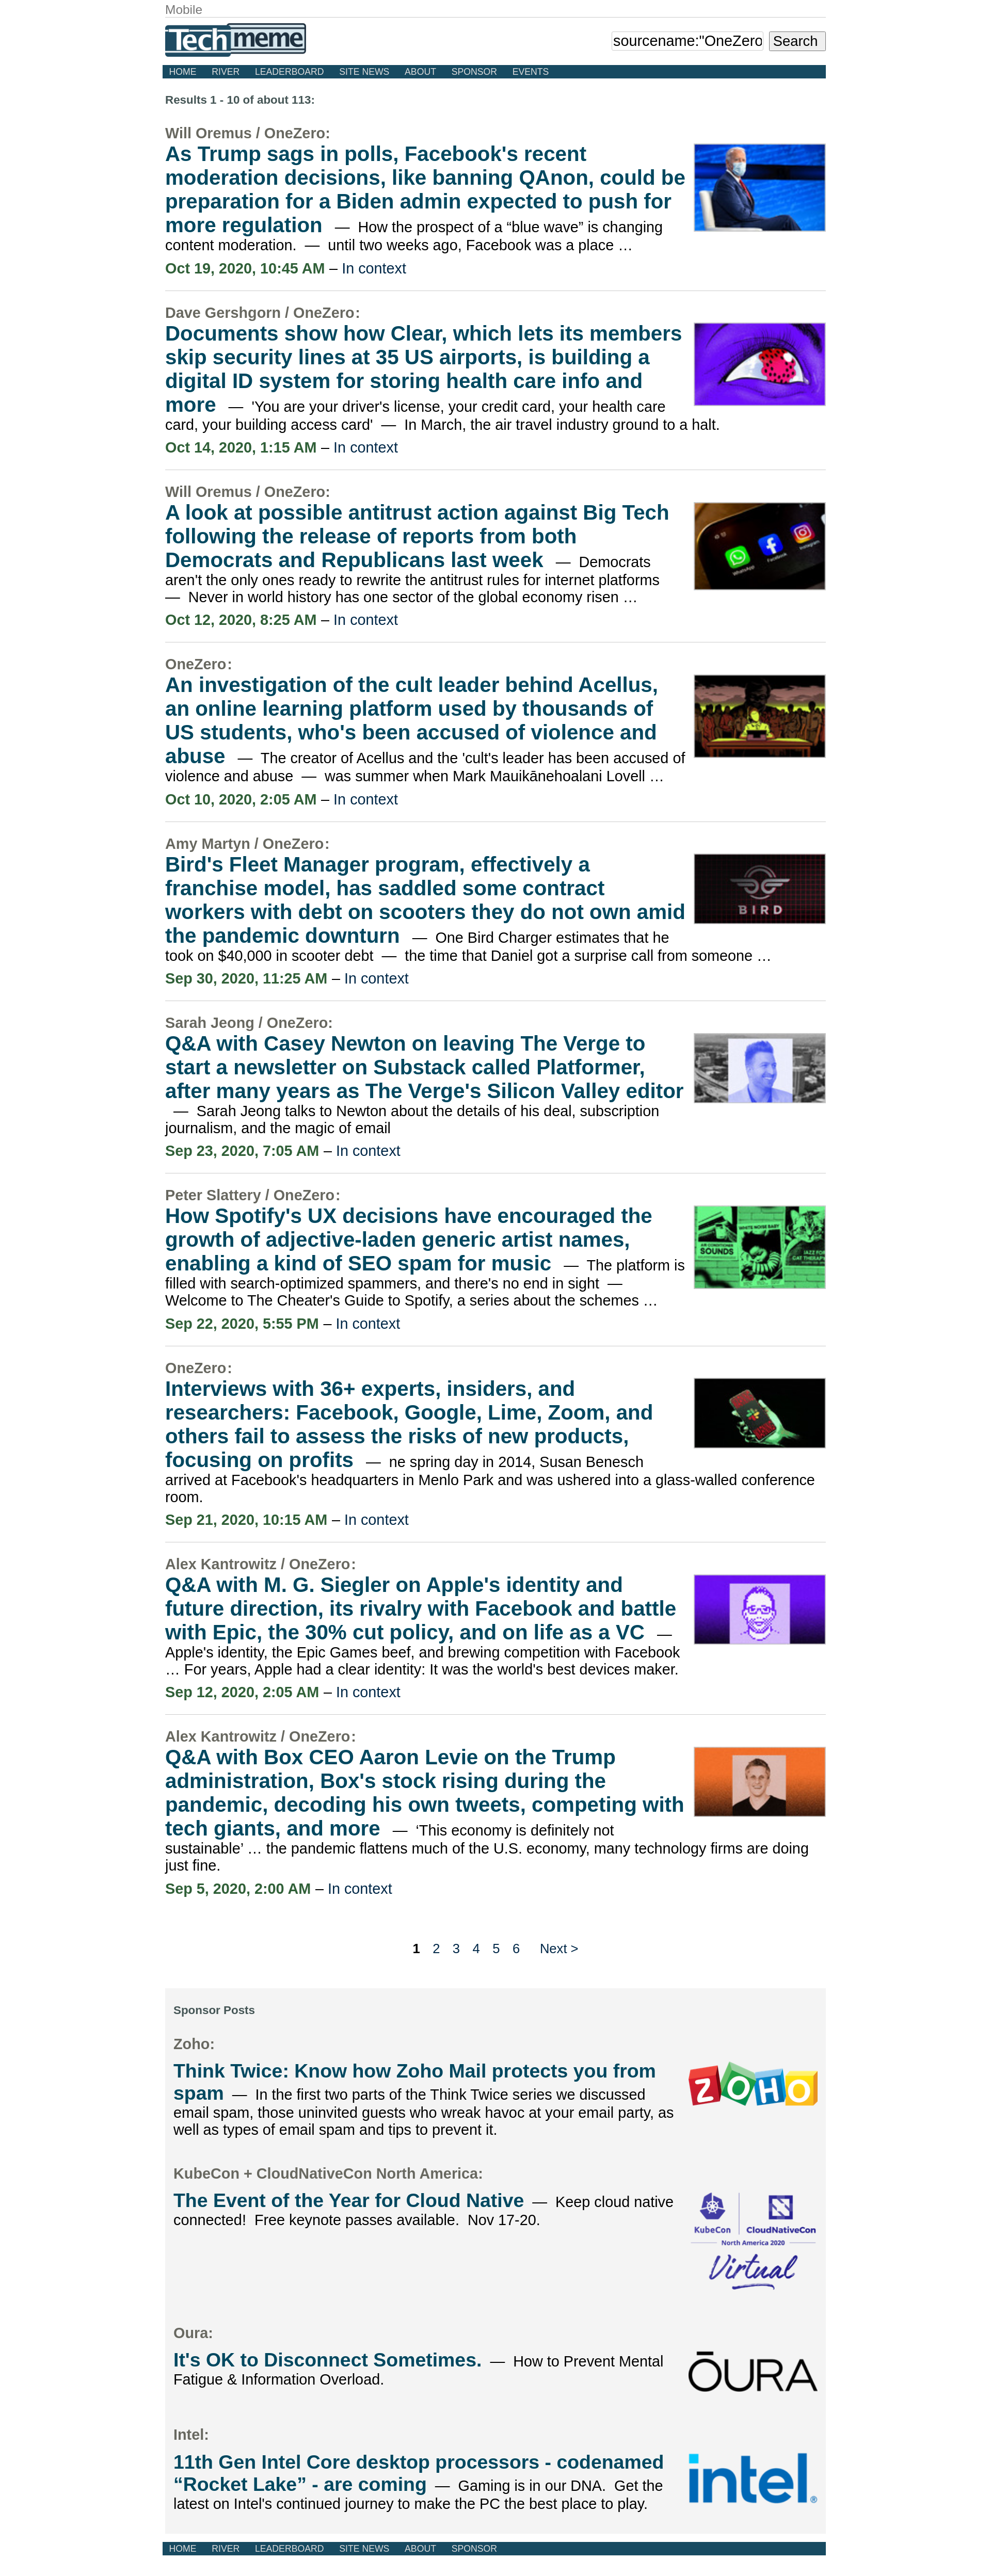 Mobile
Techmeme
sourcename:"OneZero
Search
HOME RIVER LEADERBOARD SITE NEWS ABOUT SPONSOR EVENTS
Results 1 - 10 of about 113:
Will Oremus / OneZero:
As Trump sags in polls, Facebook's recent
moderation decisions, like banning QAnon, could be
preparation for a Biden admin expected to push for
more regulation — How the prospect of a “blue wave” is changing
content moderation. — until two weeks ago, Facebook was a place …
Oct 19, 2020, 10:45 AM – In context
Dave Gershgorn / OneZero:
Documents show how Clear, which lets its members
skip security lines at 35 US airports, is building a
digital ID system for storing health care info and
more — 'You are your driver's license, your credit card, your health care
card, your building access card' — In March, the air travel industry ground to a halt.
Oct 14, 2020, 1:15 AM – In context
Will Oremus / OneZero:
A look at possible antitrust action against Big Tech
following the release of reports from both
Democrats and Republicans last week — Democrats
aren't the only ones ready to rewrite the antitrust rules for internet platforms
— Never in world history has one sector of the global economy risen …
Oct 12, 2020, 8:25 AM – In context
WhatsApp Facebook Instagram
OneZero:
An investigation of the cult leader behind Acellus,
an online learning platform used by thousands of
US students, who's been accused of violence and
abuse — The creator of Acellus and the 'cult's leader has been accused of
violence and abuse — was summer when Mark Mauikānehoalani Lovell …
Oct 10, 2020, 2:05 AM – In context
Amy Martyn / OneZero:
Bird's Fleet Manager program, effectively a
franchise model, has saddled some contract
workers with debt on scooters they do not own amid
the pandemic downturn — One Bird Charger estimates that he
took on $40,000 in scooter debt — the time that Daniel got a surprise call from someone …
Sep 30, 2020, 11:25 AM – In context
BIRD
Sarah Jeong / OneZero:
Q&A with Casey Newton on leaving The Verge to
start a newsletter on Substack called Platformer,
after many years as The Verge's Silicon Valley editor
— Sarah Jeong talks to Newton about the details of his deal, subscription
journalism, and the magic of email
Sep 23, 2020, 7:05 AM – In context
Peter Slattery / OneZero:
How Spotify's UX decisions have encouraged the
growth of adjective-laden generic artist names,
enabling a kind of SEO spam for music — The platform is
filled with search-optimized spammers, and there's no end in sight —
Welcome to The Cheater's Guide to Spotify, a series about the schemes …
Sep 22, 2020, 5:55 PM – In context
SOUNDS
WHITE NOISE BABY
JAZZ FOR
CAT THERAPY
OneZero:
Interviews with 36+ experts, insiders, and
researchers: Facebook, Google, Lime, Zoom, and
others fail to assess the risks of new products,
focusing on profits — ne spring day in 2014, Susan Benesch
arrived at Facebook's headquarters in Menlo Park and was ushered into a glass-walled conference
room.
Sep 21, 2020, 10:15 AM – In context
Alex Kantrowitz / OneZero:
Q&A with M. G. Siegler on Apple's identity and
future direction, its rivalry with Facebook and battle
with Epic, the 30% cut policy, and on life as a VC —
Apple's identity, the Epic Games beef, and brewing competition with Facebook
… For years, Apple had a clear identity: It was the world's best devices maker.
Sep 12, 2020, 2:05 AM – In context
Alex Kantrowitz / OneZero:
Q&A with Box CEO Aaron Levie on the Trump
administration, Box's stock rising during the
pandemic, decoding his own tweets, competing with
tech giants, and more — ‘This economy is definitely not
sustainable’ … the pandemic flattens much of the U.S. economy, many technology firms are doing
just fine.
Sep 5, 2020, 2:00 AM – In context
1 2 3 4 5 6 Next >
Sponsor Posts
Zoho:
Think Twice: Know how Zoho Mail protects you from
spam — In the first two parts of the Think Twice series we discussed
email spam, those uninvited guests who wreak havoc at your email party, as
well as types of email spam and tips to prevent it.
ZOHO
KubeCon + CloudNativeCon North America:
The Event of the Year for Cloud Native — Keep cloud native
connected! Free keynote passes available. Nov 17-20.
KubeCon CloudNativeCon
North America 2020
Virtual
Oura:
It's OK to Disconnect Sometimes. — How to Prevent Mental
Fatigue & Information Overload.
ŌURA
Intel:
11th Gen Intel Core desktop processors - codenamed
“Rocket Lake” - are coming — Gaming is in our DNA. Get the
latest on Intel's continued journey to make the PC the best place to play.
intel®
HOME RIVER LEADERBOARD SITE NEWS ABOUT SPONSOR